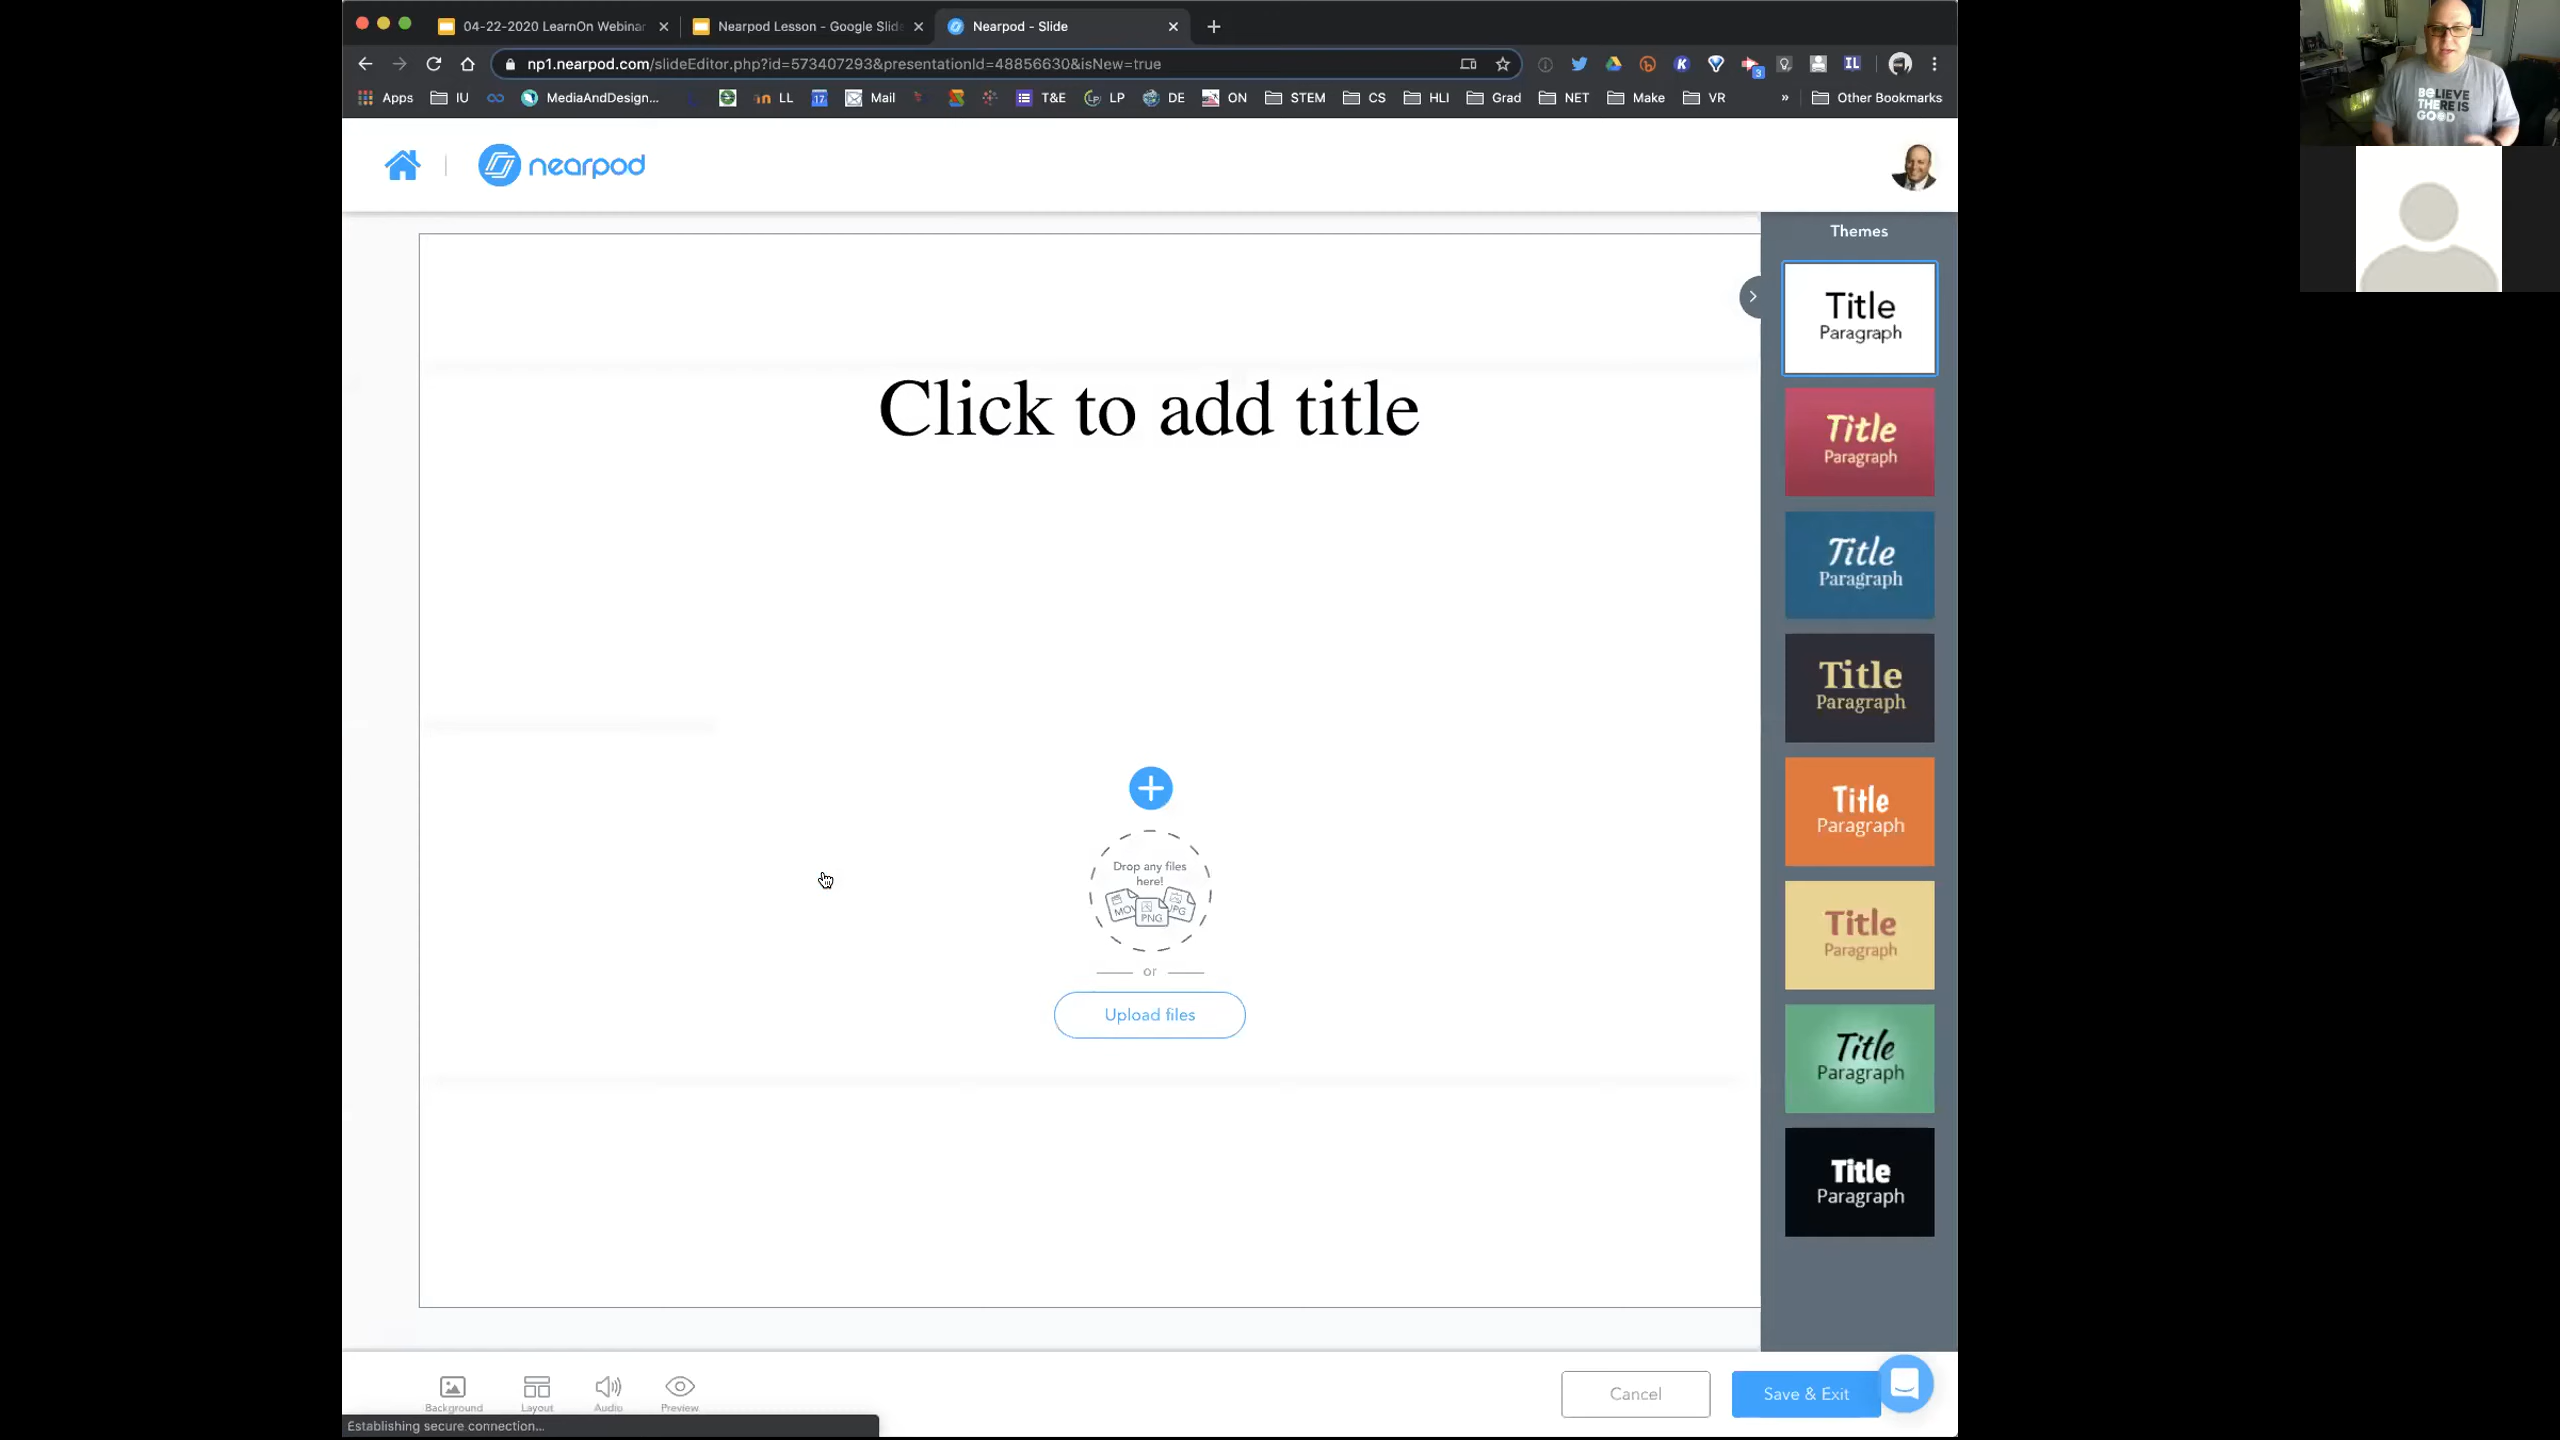 04-22-2020 LearnOn Webinar
Nearpod Lesson - Google Slid
Nearpod - Slide
np1.nearpod.com/slideEditor.php?id=573407293&presentationId=48856630&isNew=true
Apps
IU
MediaAndDesign...
LL
17
Mail
T&E
LP
DE
ON
STEM
CS
HLI
Grad
NET
Make
VR
»
Other Bookmarks
BELIEVE
THERE IS
GOOD
nearpod
Themes
Click to add title
Title
Paragraph
Title
Paragraph
Title
Paragraph
Title
Paragraph
Title
Paragraph
Title
Paragraph
Title
Paragraph
Title
Paragraph
Drop any files
here!
MOV
PNG
JPG
or
Upload files
Background
Layout
Audio
Preview
Cancel
Save & Exit
Establishing secure connection...